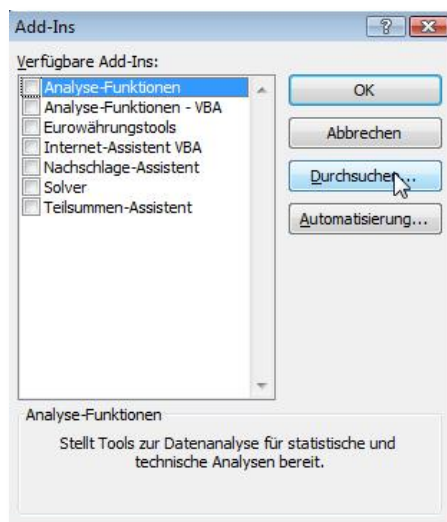 Add-Ins
Verfügbare Add-Ins:
Analyse-Funktionen
Analyse-Funktionen - VBA
Eurowährungstools
Internet-Assistent VBA
Nachschlage-Assistent
Solver
Teilsummen-Assistent
OK
Abbrechen
Durchsuchen...
Automatisierung...
Analyse-Funktionen
Stellt Tools zur Datenanalyse für statistische und
technische Analysen bereit.